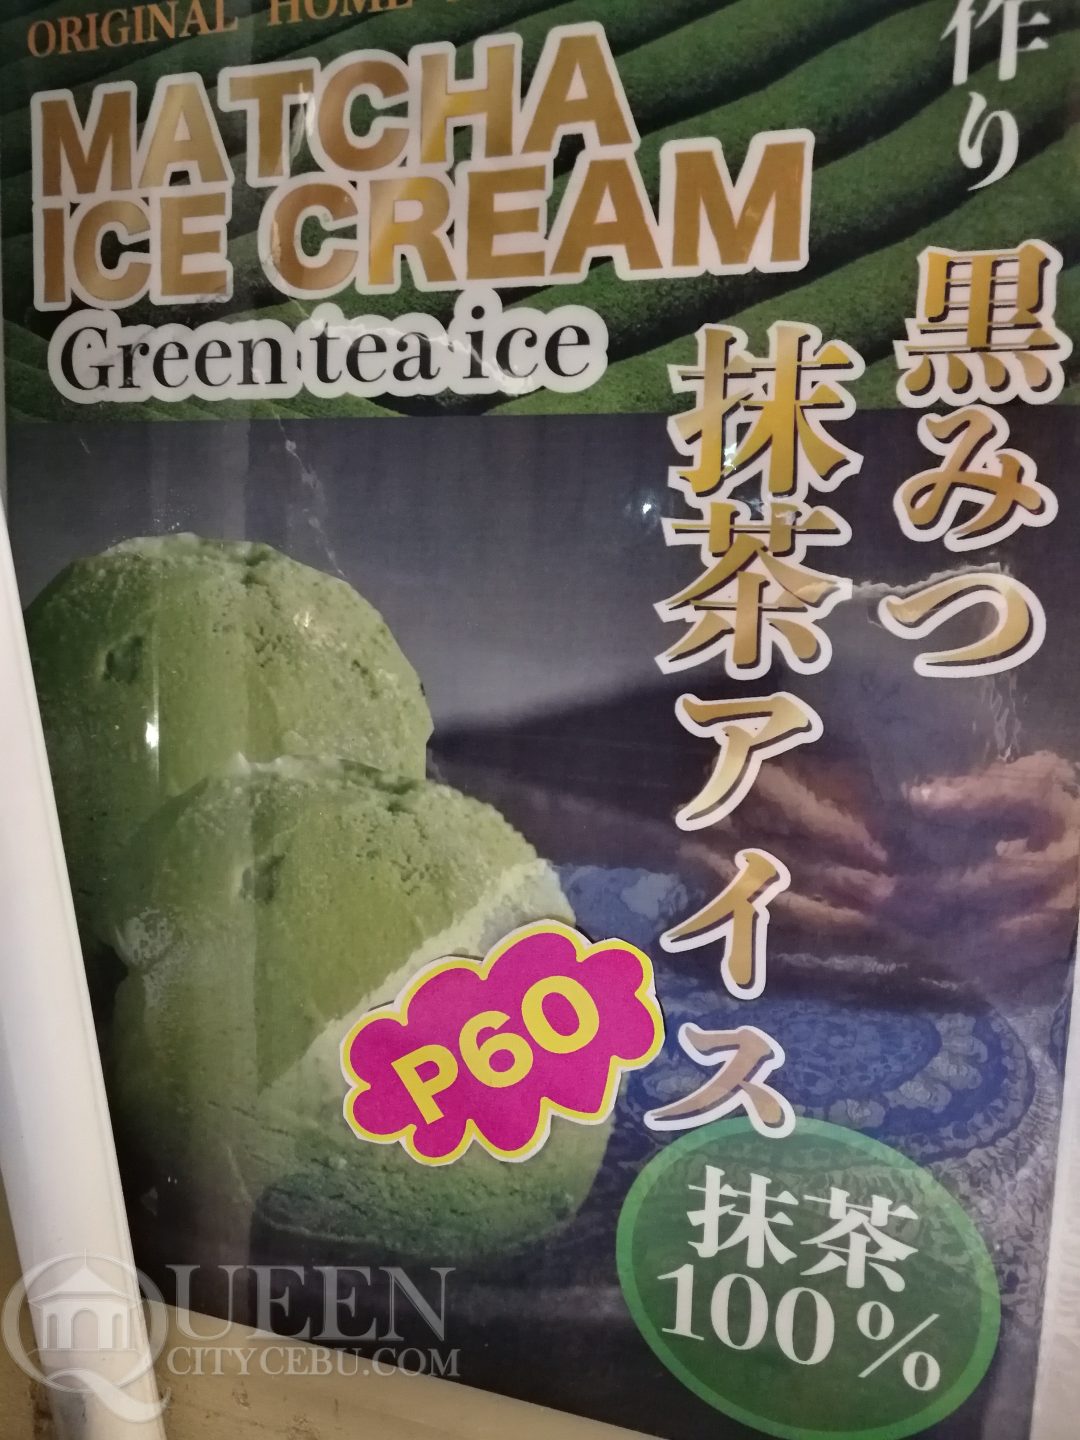 ORIGINAL HOME
MATCHA
ICE CREAM
Green tea ice
作り
黒みつ
抹茶アイス
P60
抹茶
100%
QUEEN
CITYCEBU.COM